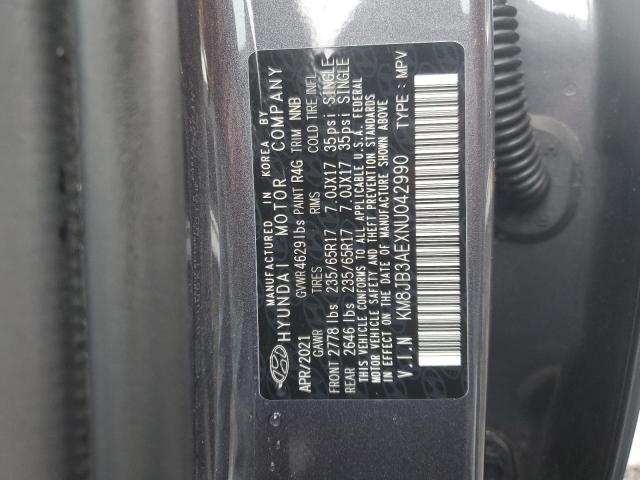 MANUFACTURED IN KOREA BY
HYUNDAI MOTOR COMPANY
APR/2021 GVWR 4629lbs PAINT R4G TRIM NNB
GAWR TIRES RIMS COLD TIRE INFL
FRONT 2778 lbs 235/65R17 7.0JX17 35psi SINGLE
REAR 2646 lbs 235/65R17 7.0JX17 35psi SINGLE
THIS VEHICLE CONFORMS TO ALL APPLICABLE U.S.A. FEDERAL
MOTOR VEHICLE SAFETY AND THEFT PREVENTION STANDARDS
IN EFFECT ON THE DATE OF MANUFACTURE SHOWN ABOVE
V.I.N KM8JB3AEXNU042990 TYPE : MPV